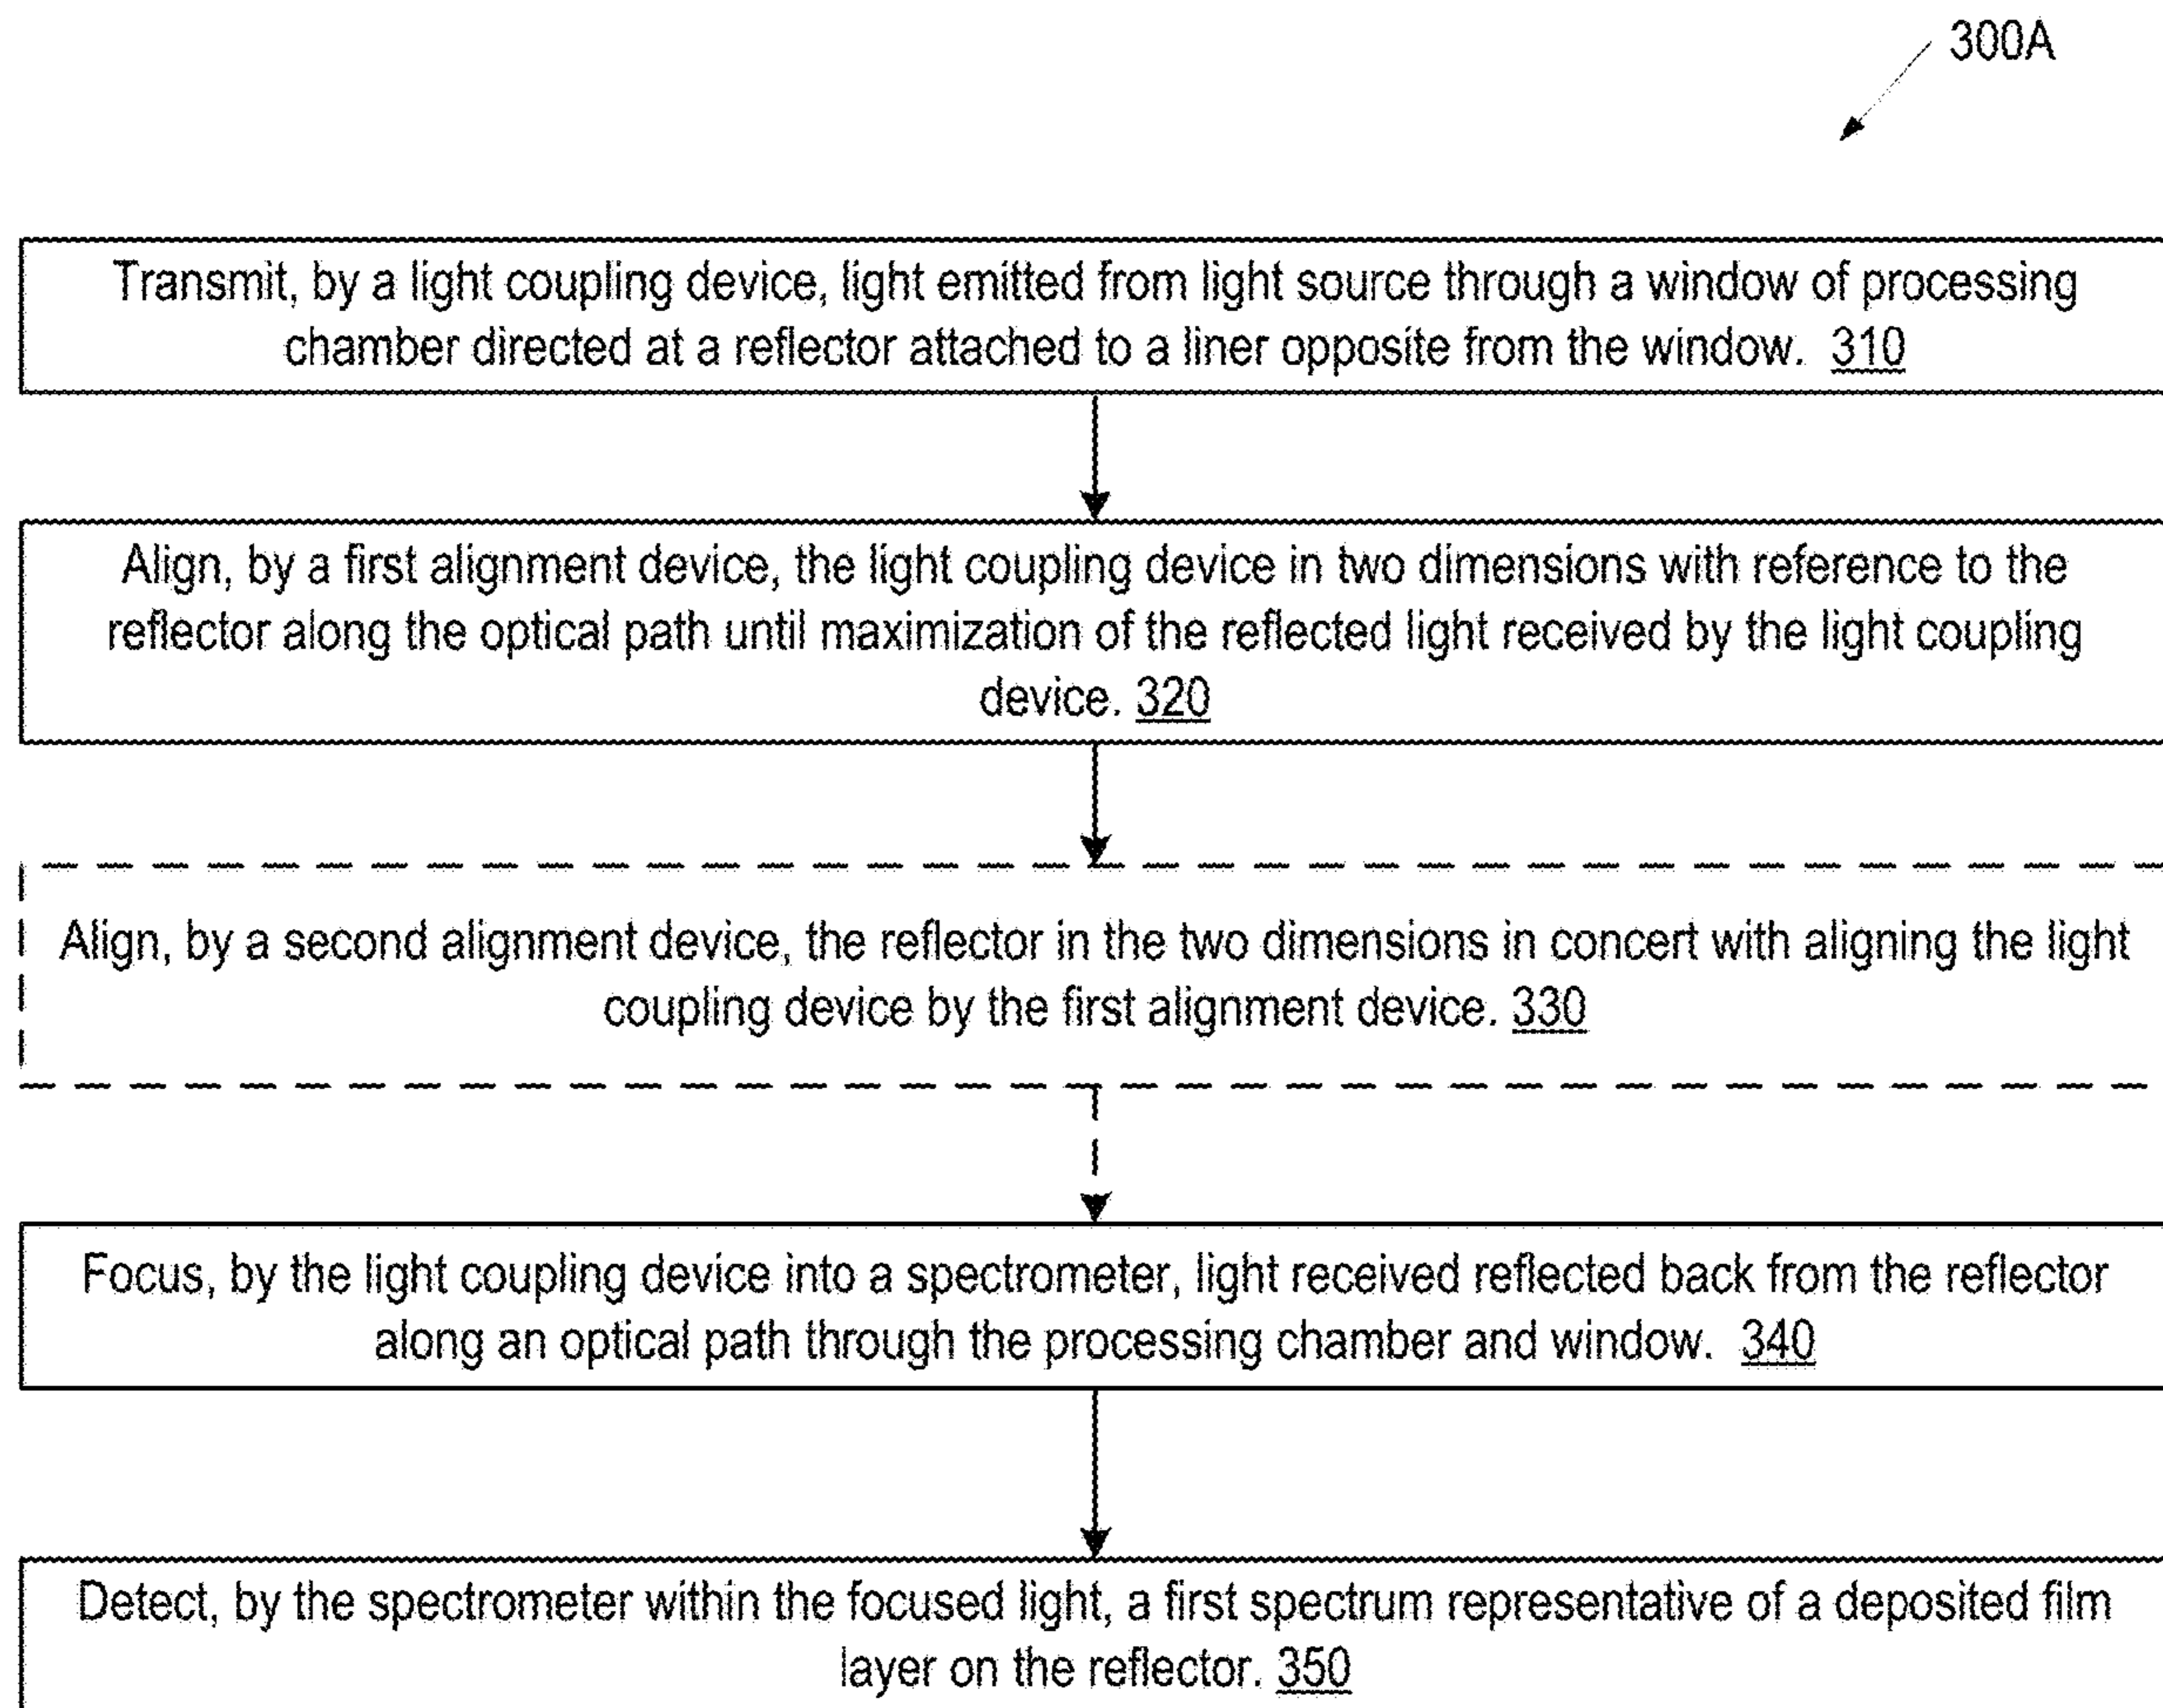 300A
Transmit, by a light coupling device, light emitted from light source through a window of processing
chamber directed at a reflector attached to a liner opposite from the window. 310
Align, by a first alignment device, the light coupling device in two dimensions with reference to the
reflector along the optical path until maximization of the reflected light received by the light coupling
device. 320
Align, by a second alignment device, the reflector in the two dimensions in concert with aligning the light
coupling device by the first alignment device. 330
Focus, by the light coupling device into a spectrometer, light received reflected back from the reflector
along an optical path through the processing chamber and window. 340
Detect, by the spectrometer within the focused light, a first spectrum representative of a deposited film
layer on the reflector. 350